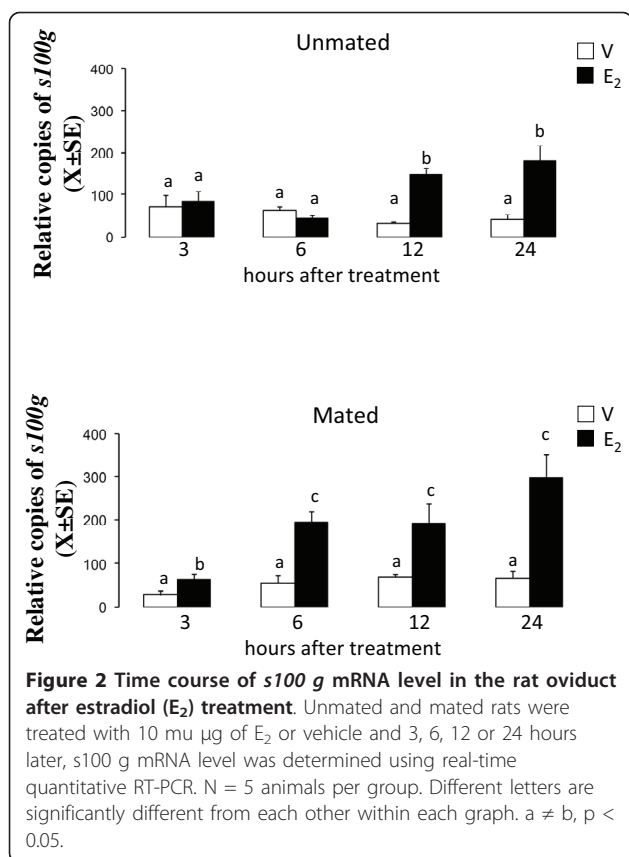 Unmated
V
E2
Relative copies of s100g
(X±SE)
400
300
200
100
0
a a a a a b a b
3 6 12 24
hours after treatment
Mated
V
E2
Relative copies of s100g
(X±SE)
400
300
200
100
0
a b a c a c a c
3 6 12 24
hours after treatment
Figure 2 Time course of s100 g mRNA level in the rat oviduct
after estradiol (E2) treatment. Unmated and mated rats were
treated with 10 mu μg of E2 or vehicle and 3, 6, 12 or 24 hours
later, s100 g mRNA level was determined using real-time
quantitative RT-PCR. N = 5 animals per group. Different letters are
significantly different from each other within each graph. a ≠ b, p <
0.05.